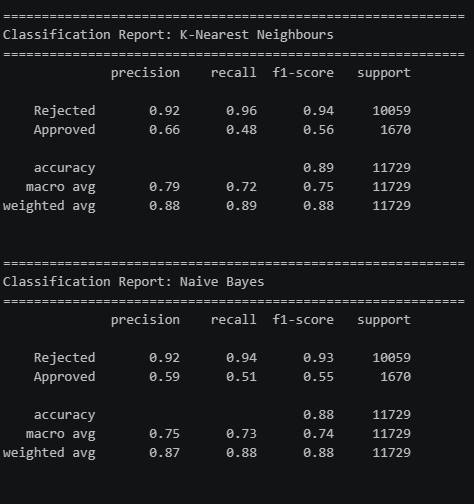 ============================================================
Classification Report: K-Nearest Neighbours
============================================================
              precision    recall  f1-score   support

    Rejected       0.92      0.96      0.94     10059
    Approved       0.66      0.48      0.56      1670

    accuracy                           0.89     11729
   macro avg       0.79      0.72      0.75     11729
weighted avg       0.88      0.89      0.88     11729

============================================================
Classification Report: Naive Bayes
============================================================
              precision    recall  f1-score   support

    Rejected       0.92      0.94      0.93     10059
    Approved       0.59      0.51      0.55      1670

    accuracy                           0.88     11729
   macro avg       0.75      0.73      0.74     11729
weighted avg       0.87      0.88      0.88     11729